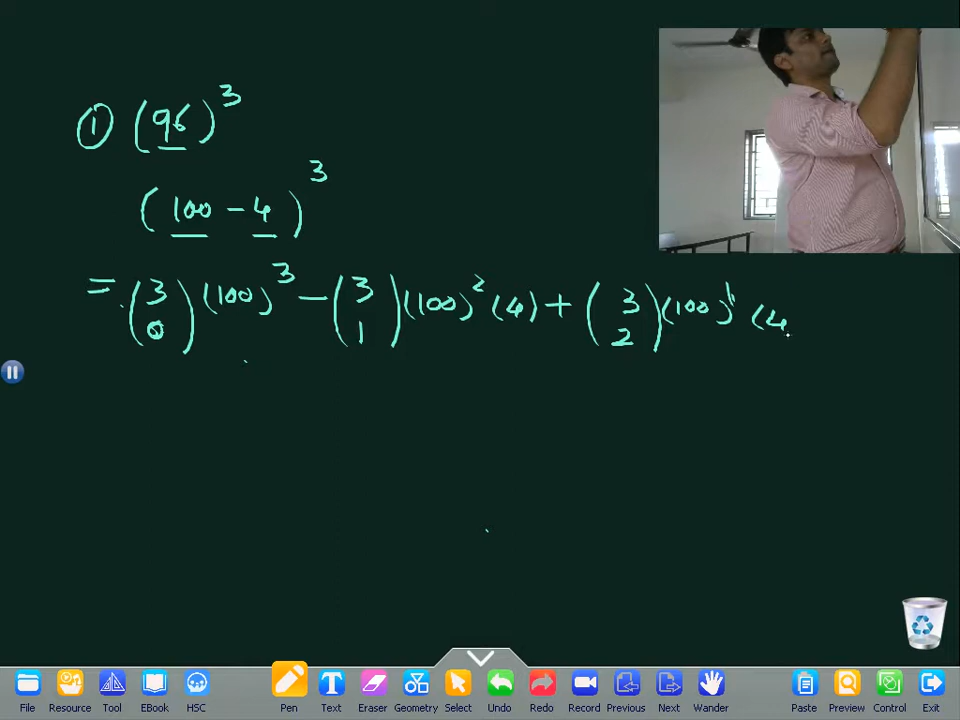 ① (96)³
(100 - 4)³
= (3 0) (100)³ - (3 1) (100)² (4) + (3 2) (100)¹ (4
File Resource Tool EBook HSC Pen Text Eraser Geometry Select Undo Redo Record Previous Next Wander Paste Preview Control Exit